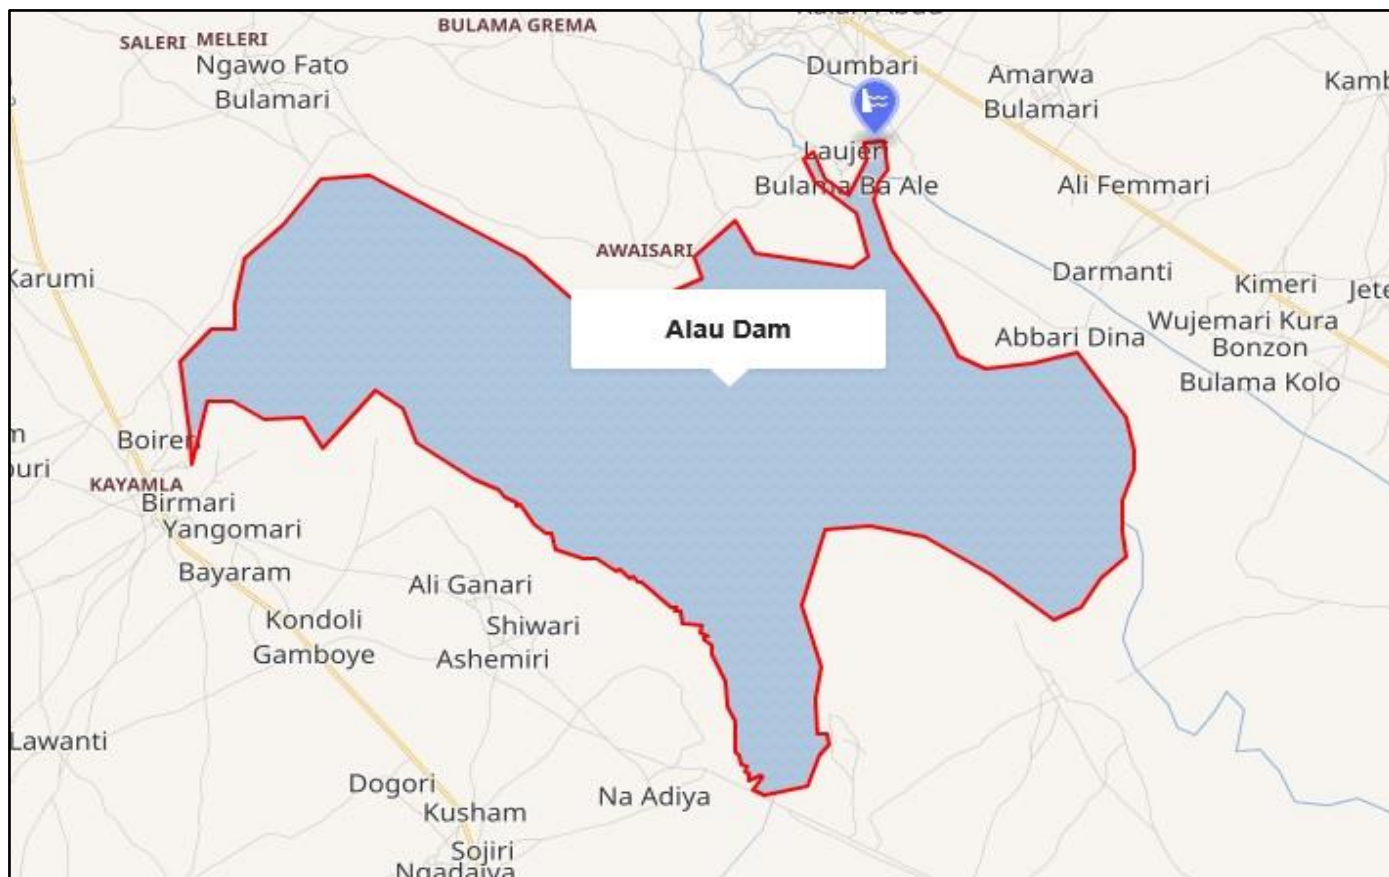 BULAMA GREMA
SALERI
MELERI
Ngawo Fato
Bulamari
Dumbari
Amarwa
Bulamari
Laujeri
Bulama Ba Ale
Ali Femmari
AWAISARI
Karumi
Darmanti
Kimeri
Wujemari Kura
Abbari Dina
Bonzon
Bulama Kolo
Alau Dam
KAYAMLA
Birmari
Yangomari
Bayaram
Ali Ganari
Kondoli
Shiwari
Gamboye
Ashemiri
Lawanti
Dogori
Na Adiya
Kusham
Sojiri
Ngadaiya